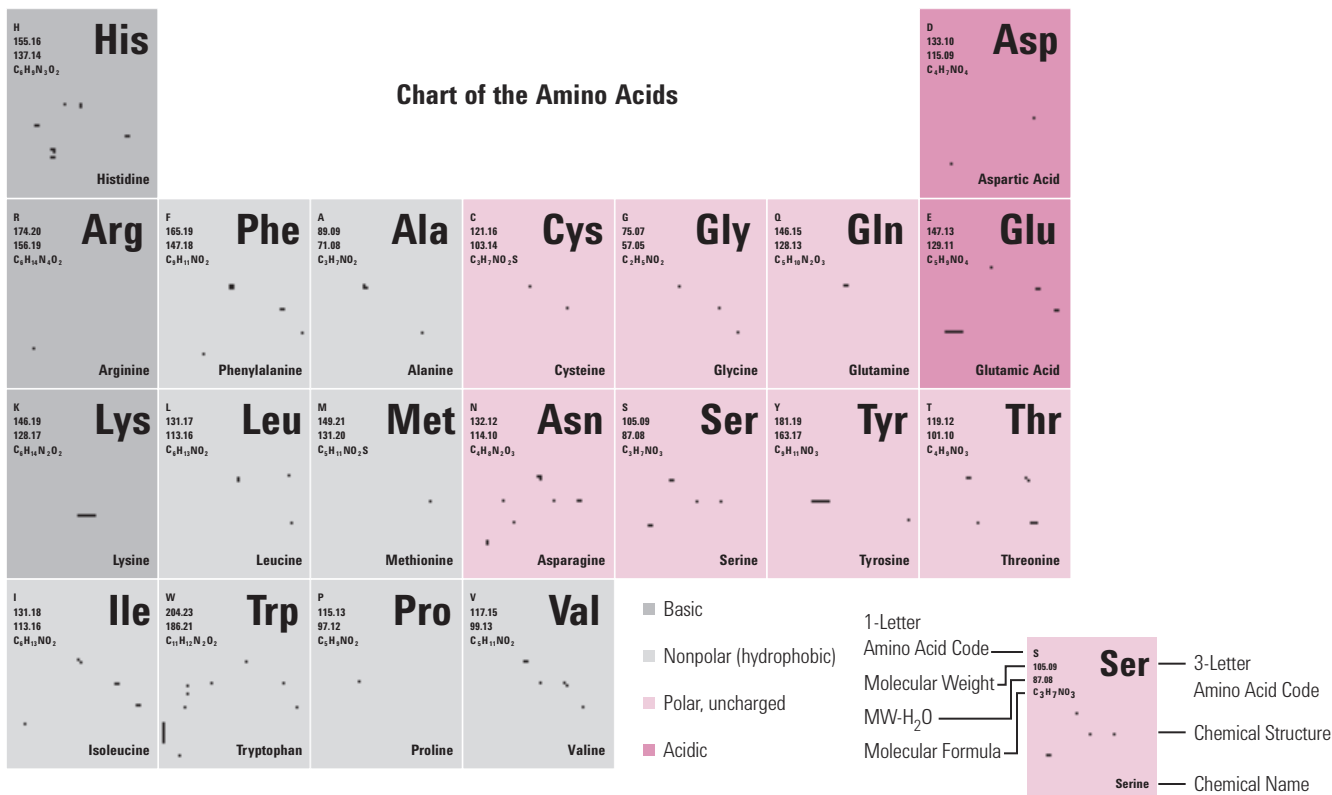 Chart of the Amino Acids
H
155.16
137.14
C₆H₉N₃O₂
His
Histidine
D
133.10
115.09
C₄H₇NO₄
Asp
Aspartic Acid
R
174.20
156.19
C₆H₁₄N₄O₂
Arg
Arginine
F
165.19
147.18
C₉H₁₁NO₂
Phe
Phenylalanine
A
89.09
71.08
C₃H₇NO₂
Ala
Alanine
C
121.16
103.14
C₃H₇NO₂S
Cys
Cysteine
G
75.07
57.05
C₂H₅NO₂
Gly
Glycine
Q
146.15
128.13
C₅H₁₀N₂O₃
Gln
Glutamine
E
147.13
129.11
C₅H₉NO₄
Glu
Glutamic Acid
K
146.19
128.17
C₆H₁₄N₂O₂
Lys
Lysine
L
131.17
113.16
C₆H₁₃NO₂
Leu
Leucine
M
149.21
131.20
C₅H₁₁NO₂S
Met
Methionine
N
132.12
114.10
C₄H₈N₂O₃
Asn
Asparagine
S
105.09
87.08
C₃H₇NO₃
Ser
Serine
Y
181.19
163.17
C₉H₁₁NO₃
Tyr
Tyrosine
T
119.12
101.10
C₄H₉NO₃
Thr
Threonine
I
131.18
113.16
C₆H₁₃NO₂
Ile
Isoleucine
W
204.23
186.21
C₁₁H₁₂N₂O₂
Trp
Tryptophan
P
115.13
97.12
C₅H₉NO₂
Pro
Proline
V
117.15
99.13
C₅H₁₁NO₂
Val
Valine
Basic
Nonpolar (hydrophobic)
Polar, uncharged
Acidic
1-Letter
Amino Acid Code
Molecular Weight
MW-H₂O
Molecular Formula
S
105.09
87.08
C₃H₇NO₃
Ser
Serine
3-Letter
Amino Acid Code
Chemical Structure
Chemical Name